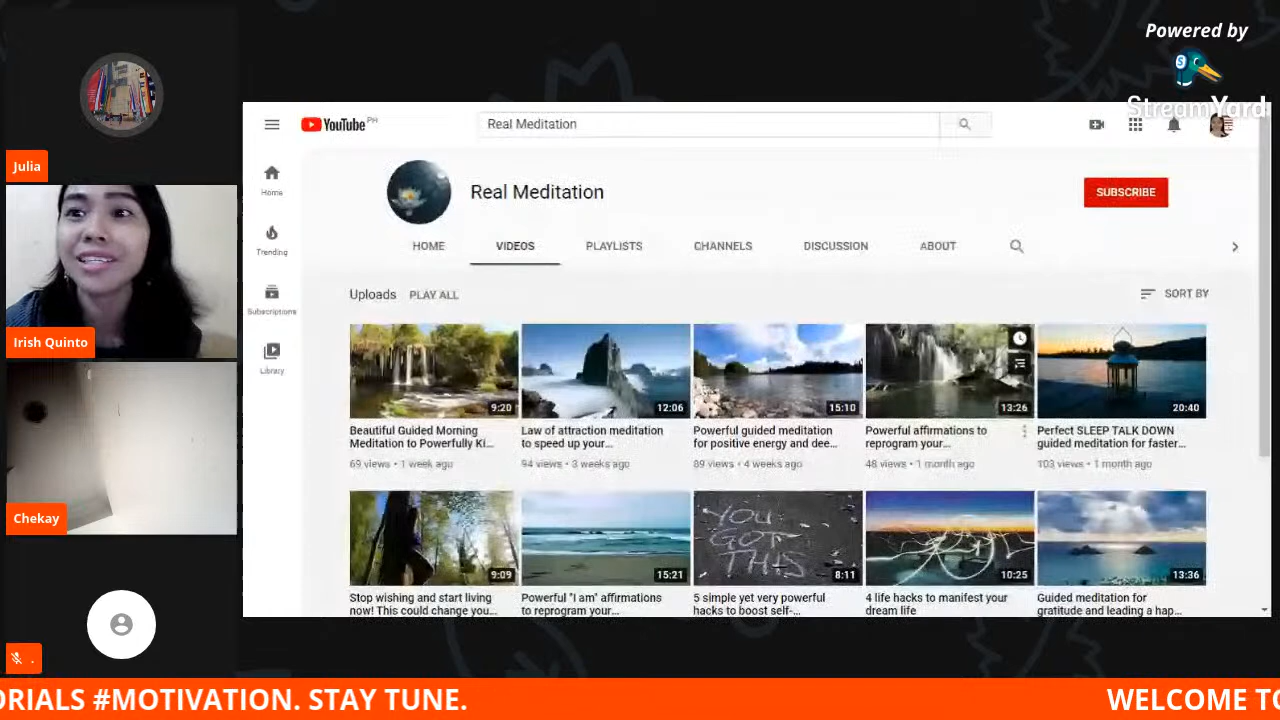 Powered by
StreamYard
Julia
Irish Quinto
Chekay
.
YouTube PH
Real Meditation
Home
Trending
Subscriptions
Library
Real Meditation
SUBSCRIBE
HOME
VIDEOS
PLAYLISTS
CHANNELS
DISCUSSION
ABOUT
Uploads
PLAY ALL
SORT BY
9:20
12:06
15:10
13:26
20:40
Beautiful Guided Morning
Meditation to Powerfully Ki...
69 views • 1 week ago
Law of attraction meditation
to speed up your...
94 views • 3 weeks ago
Powerful guided meditation
for positive energy and dee...
89 views • 4 weeks ago
Powerful affirmations to
reprogram your...
48 views • 1 month ago
Perfect SLEEP TALK DOWN
guided meditation for faster...
103 views • 1 month ago
9:09
15:21
YOU
GOT
THIS
8:11
10:25
13:36
Stop wishing and start living
now! This could change you...
Powerful "I am" affirmations
to reprogram your...
5 simple yet very powerful
hacks to boost self-...
4 life hacks to manifest your
dream life
Guided meditation for
gratitude and leading a hap...
ORIALS #MOTIVATION. STAY TUNE.
WELCOME TO